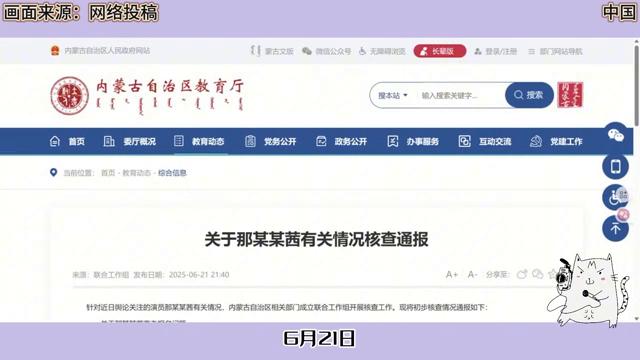 画面来源：网络投稿
中国
内蒙古自治区人民政府网站
蒙古文版
微信公众号
无障碍浏览
长辈版
登录/注册
部门网站导航
内蒙古自治区教育厅
搜本站
输入搜索关键字...
搜索
首页
委厅概况
教育动态
党务公开
政务公开
办事服务
互动交流
党建工作
当前位置： 首页 - 教育动态 - 综合信息
关于那某某茜有关情况核查通报
来源：联合工作组 发布日期：2025-06-21 21:40
A+ A- 分享至:
针对近日舆论关注的演员那某某茜有关情况，内蒙古自治区相关部门成立联合工作组开展核查工作。现将初步核查情况通报如下：
6月21日